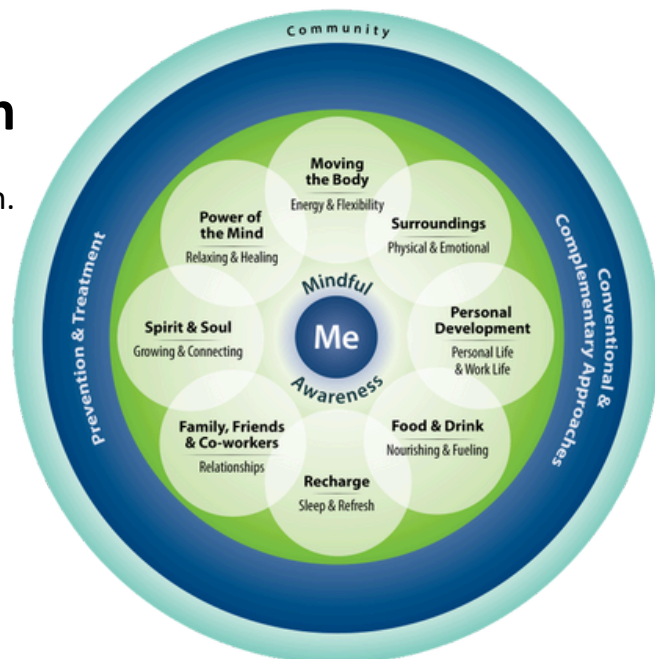 Community
Moving
the Body
Energy & Flexibility
Surroundings
Physical & Emotional
Personal
Development
Personal Life
& Work Life
Food & Drink
Nourishing & Fueling
Recharge
Sleep & Refresh
Family, Friends
& Co-workers
Relationships
Spirit & Soul
Growing & Connecting
Power of
the Mind
Relaxing & Healing
Mindful
Me
Awareness
Prevention & Treatment
Conventional &
Complementary Approaches